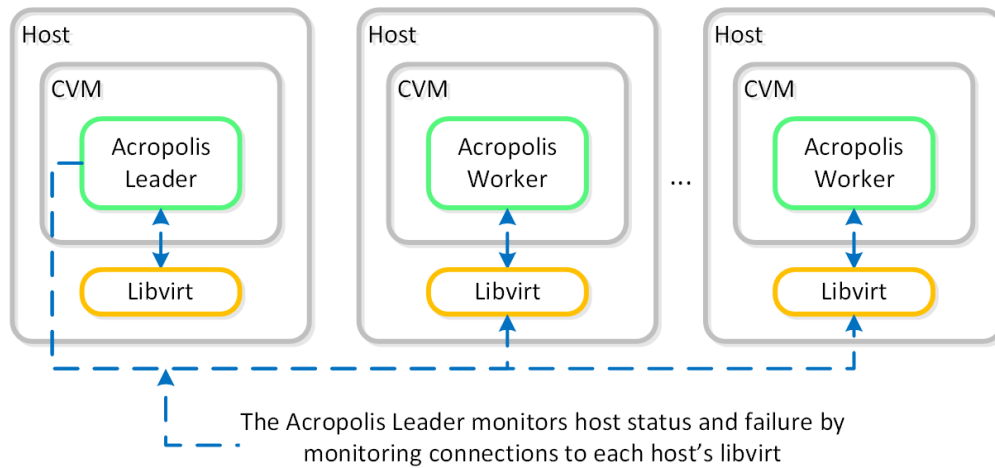 Host
CVM
Acropolis
Leader
Libvirt
Host
CVM
Acropolis
Worker
Libvirt
...
Host
CVM
Acropolis
Worker
Libvirt
The Acropolis Leader monitors host status and failure by
monitoring connections to each host's libvirt